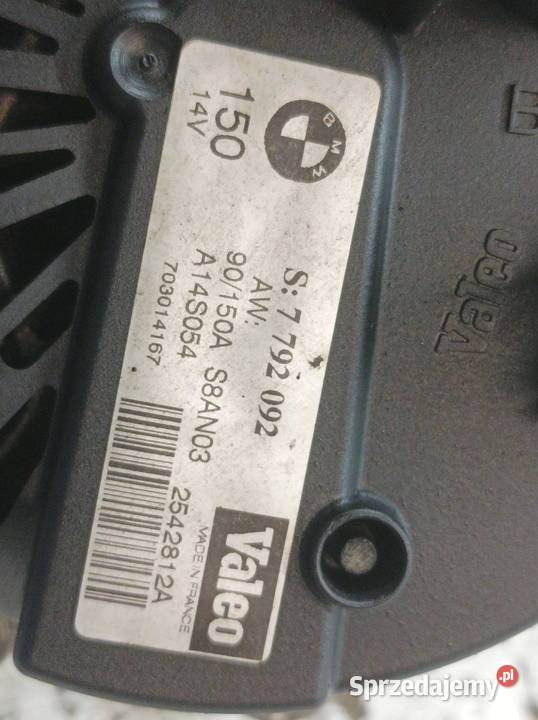 BMW
150
14V
S: 7 792 092
AW:
90/150A S8AN03
A14S054
703014167
2542812A
MADE IN FRANCE
Valeo
Valeo
Sprzedajemy.pl